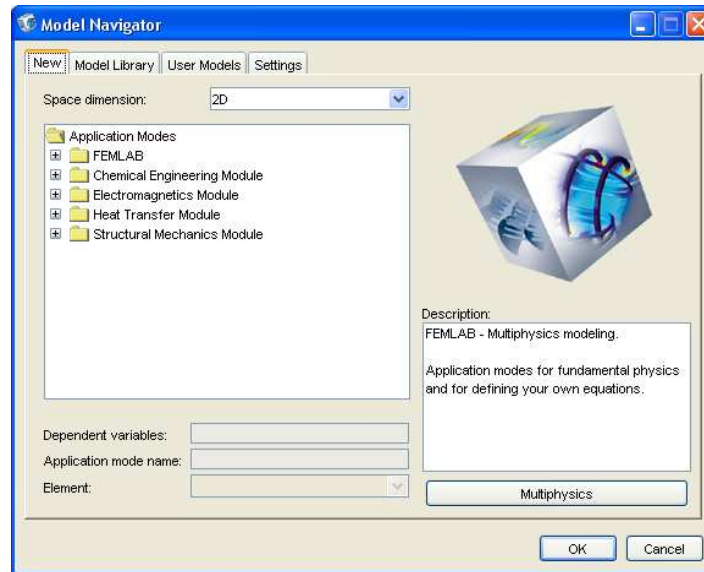 Model Navigator
New Model Library User Models Settings
Space dimension: 2D
Application Modes
FEMLAB
Chemical Engineering Module
Electromagnetics Module
Heat Transfer Module
Structural Mechanics Module
Description:
FEMLAB - Multiphysics modeling.
Application modes for fundamental physics
and for defining your own equations.
Dependent variables:
Application mode name:
Element:
Multiphysics
OK Cancel